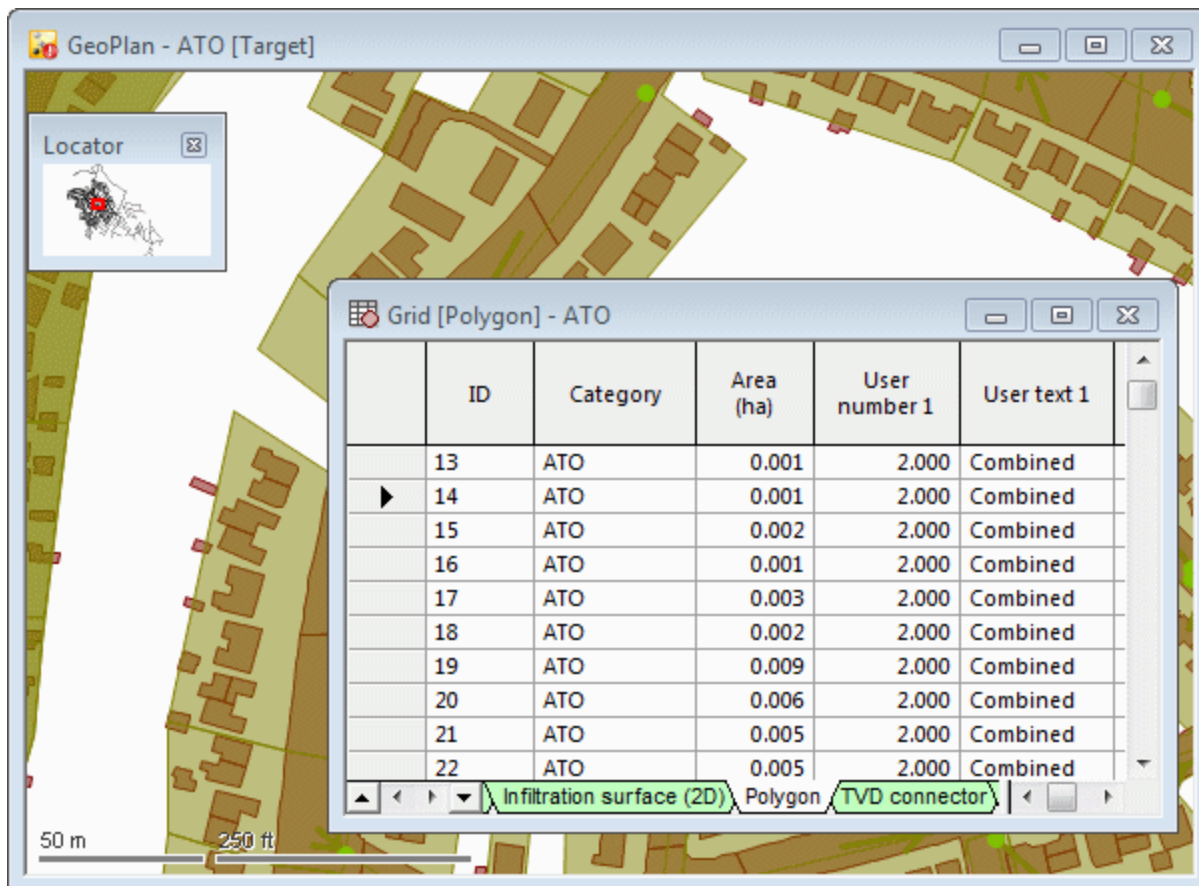 GeoPlan - ATO [Target]
Locator
Grid [Polygon] - ATO
ID Category Area (ha) User number 1 User text 1
13 ATO 0.001 2.000 Combined
14 ATO 0.001 2.000 Combined
15 ATO 0.002 2.000 Combined
16 ATO 0.001 2.000 Combined
17 ATO 0.003 2.000 Combined
18 ATO 0.002 2.000 Combined
19 ATO 0.009 2.000 Combined
20 ATO 0.006 2.000 Combined
21 ATO 0.005 2.000 Combined
22 ATO 0.005 2.000 Combined
Infiltration surface (2D) Polygon TVD connector
50 m 250 ft